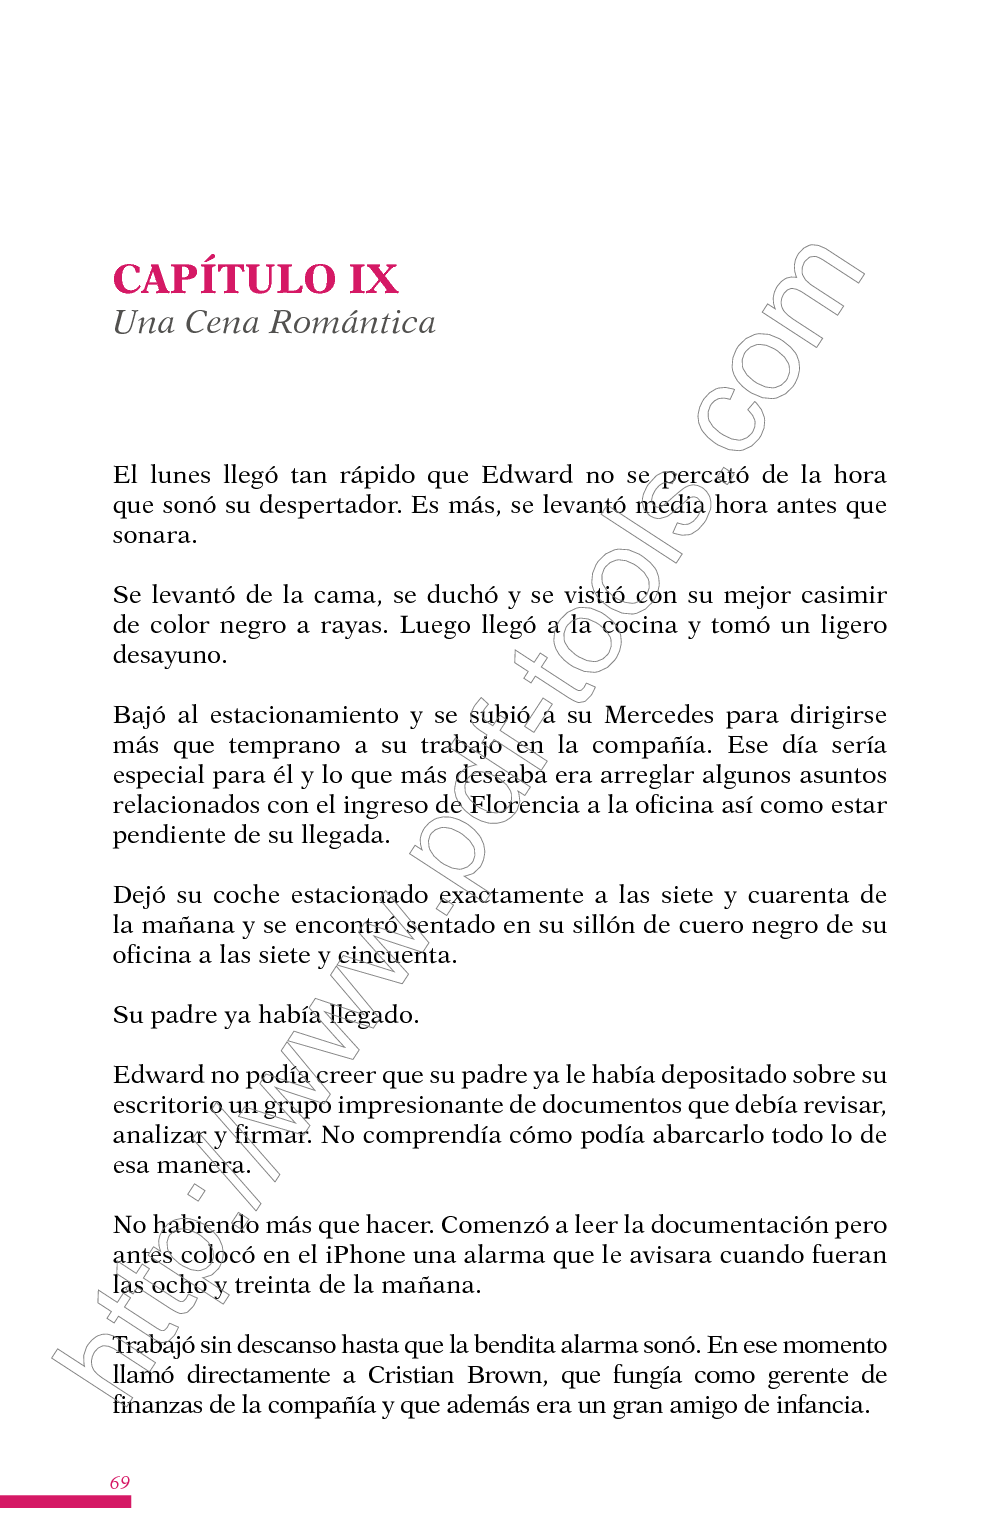 CAPÍTULO IX
Una Cena Romántica
El lunes llegó tan rápido que Edward no se percató de la hora
que sonó su despertador. Es más, se levantó media hora antes que
sonara.
Se levantó de la cama, se duchó y se vistió con su mejor casimir
de color negro a rayas. Luego llegó a la cocina y tomó un ligero
desayuno.
Bajó al estacionamiento y se subió a su Mercedes para dirigirse
más que temprano a su trabajo en la compañía. Ese día sería
especial para él y lo que más deseaba era arreglar algunos asuntos
relacionados con el ingreso de Florencia a la oficina así como estar
pendiente de su llegada.
Dejó su coche estacionado exactamente a las siete y cuarenta de
la mañana y se encontró sentado en su sillón de cuero negro de su
oficina a las siete y cincuenta.
Su padre ya había llegado.
Edward no podía creer que su padre ya le había depositado sobre su
escritorio un grupo impresionante de documentos que debía revisar,
analizar y firmar. No comprendía cómo podía abarcarlo todo lo de
esa manera.
No habiendo más que hacer. Comenzó a leer la documentación pero
antes colocó en el iPhone una alarma que le avisara cuando fueran
las ocho y treinta de la mañana.
Trabajó sin descanso hasta que la bendita alarma sonó. En ese momento
llamó directamente a Cristian Brown, que fungía como gerente de
finanzas de la compañía y que además era un gran amigo de infancia.
69
http://www.pdf-tools.com